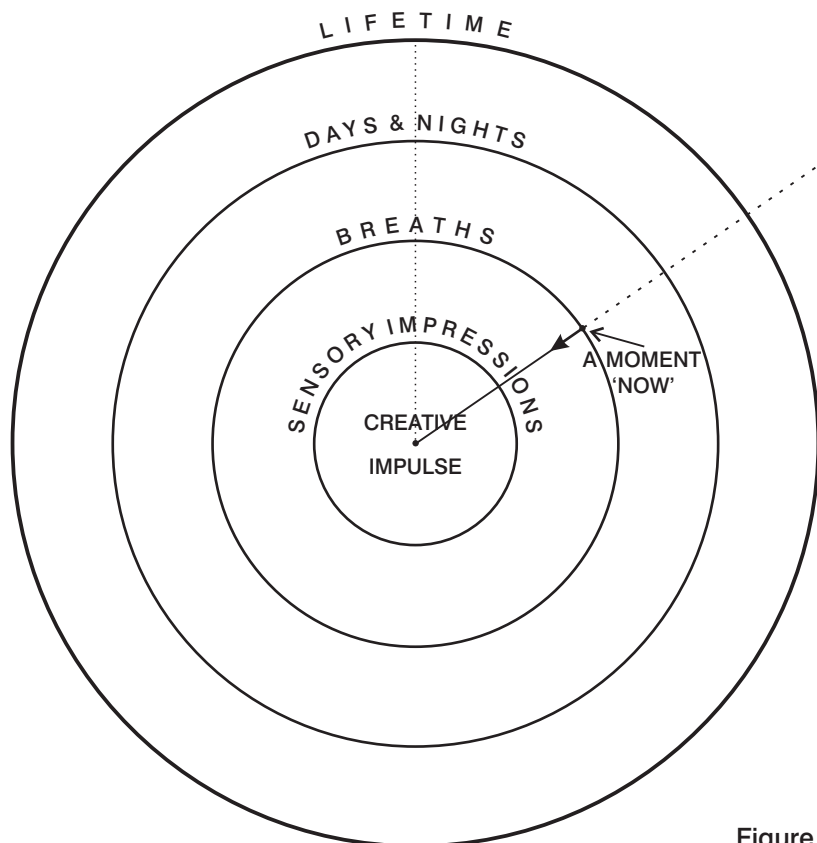 LIFETIME
DAYS & NIGHTS
BREATHS
SENSORY IMPRESSIONS
A MOMENT
‘NOW’
CREATIVE
IMPULSE
Figure